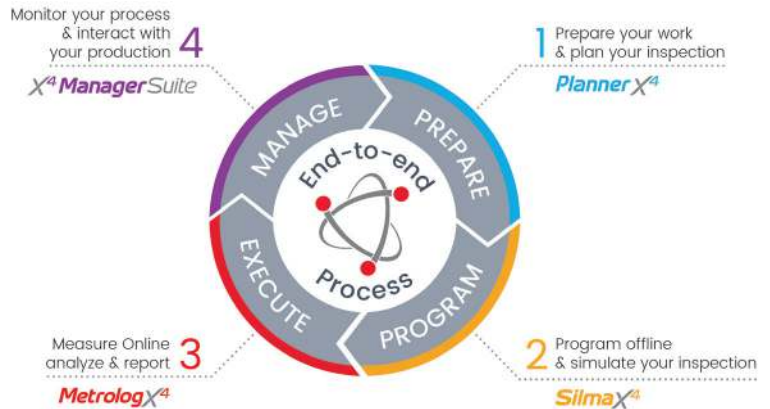 Monitor your process
& interact with
your production 4
X⁴ ManagerSuite
1 Prepare your work
& plan your inspection
Planner X⁴
MANAGE
PREPARE
End-to-end
Process
EXECUTE
PROGRAM
Measure Online
analyze & report 3
MetrologX⁴
2 Program offline
& simulate your inspection
SilmaX⁴